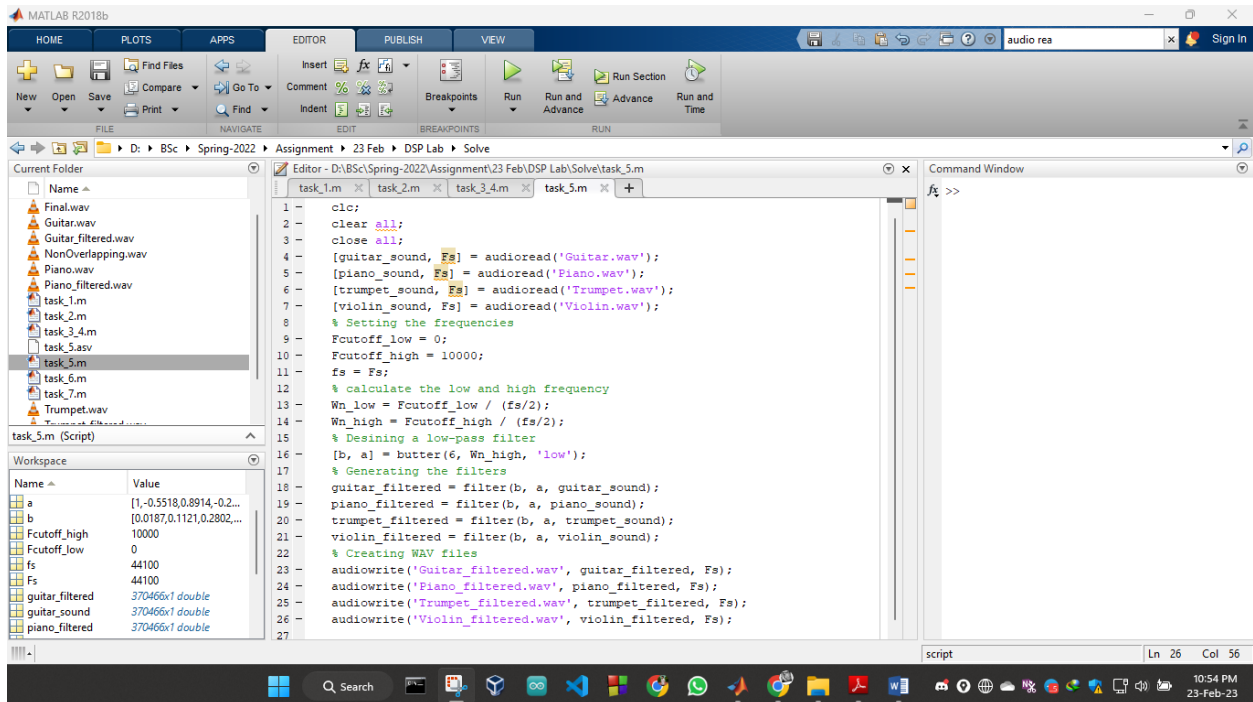 MATLAB R2018b
HOME PLOTS APPS EDITOR PUBLISH VIEW audio rea Sign In
Find Files Insert fx
New Open Save Compare Go To Comment Breakpoints Run Run and Advance Run Section Advance Run and Time
Print Find Indent
FILE NAVIGATE EDIT BREAKPOINTS RUN
D: BSc Spring-2022 Assignment 23 Feb DSP Lab Solve
Current Folder
Name
Final.wav
Guitar.wav
Guitar_filtered.wav
NonOverlapping.wav
Piano.wav
Piano_filtered.wav
task_1.m
task_2.m
task_3_4.m
task_5.asv
task_5.m
task_6.m
task_7.m
Trumpet.wav
Trumpet_filtered.wav
task_5.m (Script)
Workspace
Name Value
a [1,-0.5518,0.8914,-0.2...
b [0.0187,0.1121,0.2802,...
Fcutoff_high 10000
Fcutoff_low 0
fs 44100
Fs 44100
guitar_filtered 370466x1 double
guitar_sound 370466x1 double
piano_filtered 370466x1 double
Editor - D:\BSc\Spring-2022\Assignment\23 Feb\DSP Lab\Solve\task_5.m
task_1.m task_2.m task_3_4.m task_5.m +
1 - clc;
2 - clear all;
3 - close all;
4 - [guitar_sound, Fs] = audioread('Guitar.wav');
5 - [piano_sound, Fs] = audioread('Piano.wav');
6 - [trumpet_sound, Fs] = audioread('Trumpet.wav');
7 - [violin_sound, Fs] = audioread('Violin.wav');
8 % Setting the frequencies
9 - Fcutoff_low = 0;
10 - Fcutoff_high = 10000;
11 - fs = Fs;
12 % calculate the low and high frequency
13 - Wn_low = Fcutoff_low / (fs/2);
14 - Wn_high = Fcutoff_high / (fs/2);
15 % Desining a low-pass filter
16 - [b, a] = butter(6, Wn_high, 'low');
17 % Generating the filters
18 - guitar_filtered = filter(b, a, guitar_sound);
19 - piano_filtered = filter(b, a, piano_sound);
20 - trumpet_filtered = filter(b, a, trumpet_sound);
21 - violin_filtered = filter(b, a, violin_sound);
22 % Creating WAV files
23 - audiowrite('Guitar_filtered.wav', guitar_filtered, Fs);
24 - audiowrite('Piano_filtered.wav', piano_filtered, Fs);
25 - audiowrite('Trumpet_filtered.wav', trumpet_filtered, Fs);
26 - audiowrite('Violin_filtered.wav', violin_filtered, Fs);
27
Command Window
fx >>
script Ln 26 Col 56
Search
10:54 PM
23-Feb-23